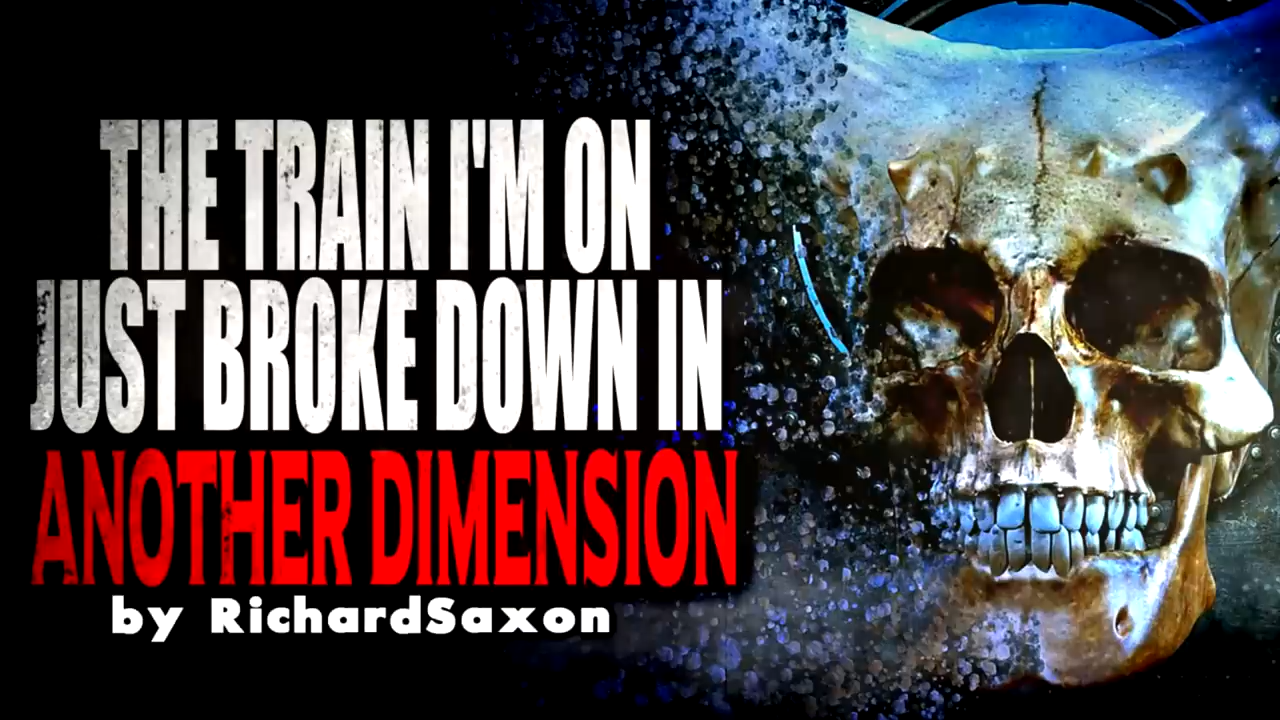 THE TRAIN I'M ON
JUST BROKE DOWN IN
ANOTHER DIMENSION
by RichardSaxon